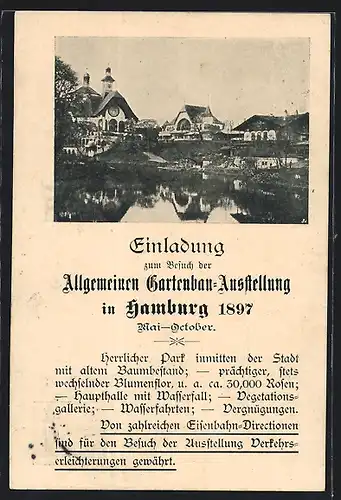 Einladung
zum Besuch der
Allgemeinen Gartenbau-Ausstellung
in Hamburg 1897
Mai—October.
Herrlicher Park inmitten der Stadt
mit altem Baumbestand; — prächtiger, stets
wechselnder Blumenflor, u. a. ca. 30,000 Rosen;
— Haupthalle mit Wasserfall; — Vegetations-
gallerie; — Wasserfahrten; — Vergnügungen.
Von zahlreichen Eisenbahn-Directionen
sind für den Besuch der Ausstellung Verkehrs-
erleichterungen gewährt.